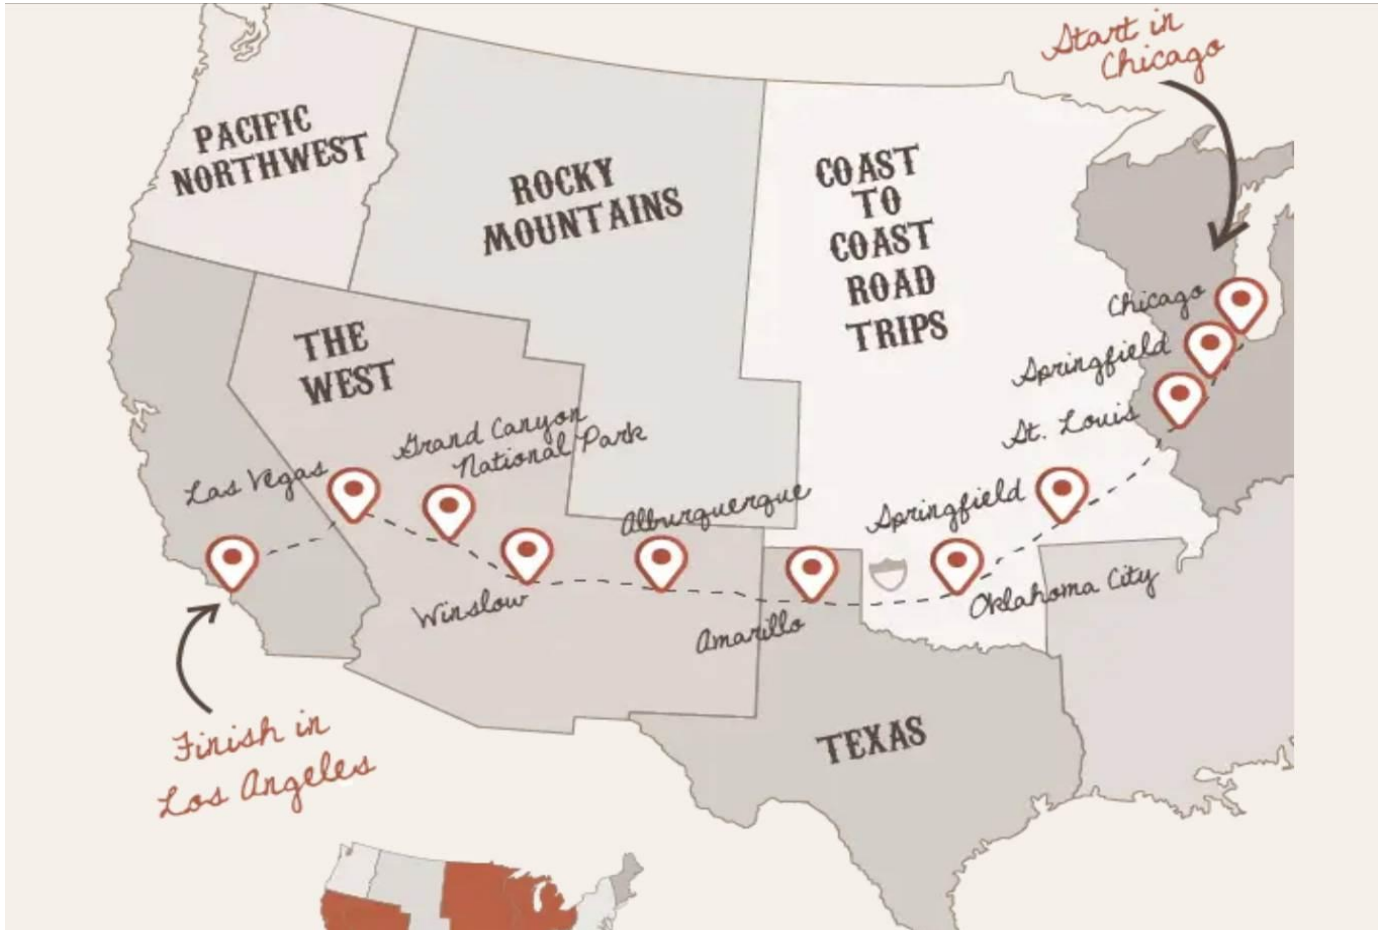 Start in
Chicago
PACIFIC
NORTHWEST
ROCKY
MOUNTAINS
COAST
TO
COAST
ROAD
TRIPS
THE
WEST
Chicago
Springfield
St. Louis
Grand Canyon
National Park
Las Vegas
Alburquerque
Springfield
Winslow
Amarillo
Oklahoma City
TEXAS
Finish in
Los Angeles